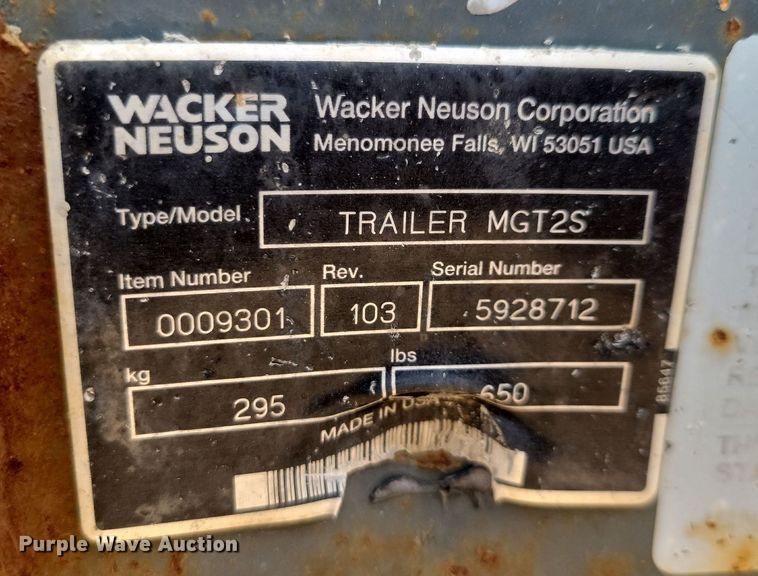 WACKER
NEUSON
Wacker Neuson Corporation
Menomonee Falls, WI 53051 USA
Type/Model TRAILER MGT2S
Item Number Rev. Serial Number
0009301 103 5928712
kg lbs
295 650
MADE IN USA
85647
Purple Wave Auction